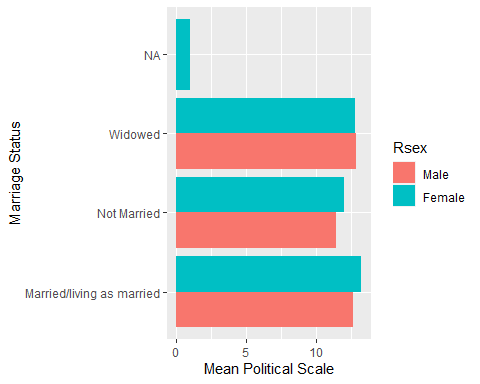 NA
Widowed
Not Married
Married/living as married
Marriage Status
0
5
10
Mean Political Scale
Rsex
Male
Female